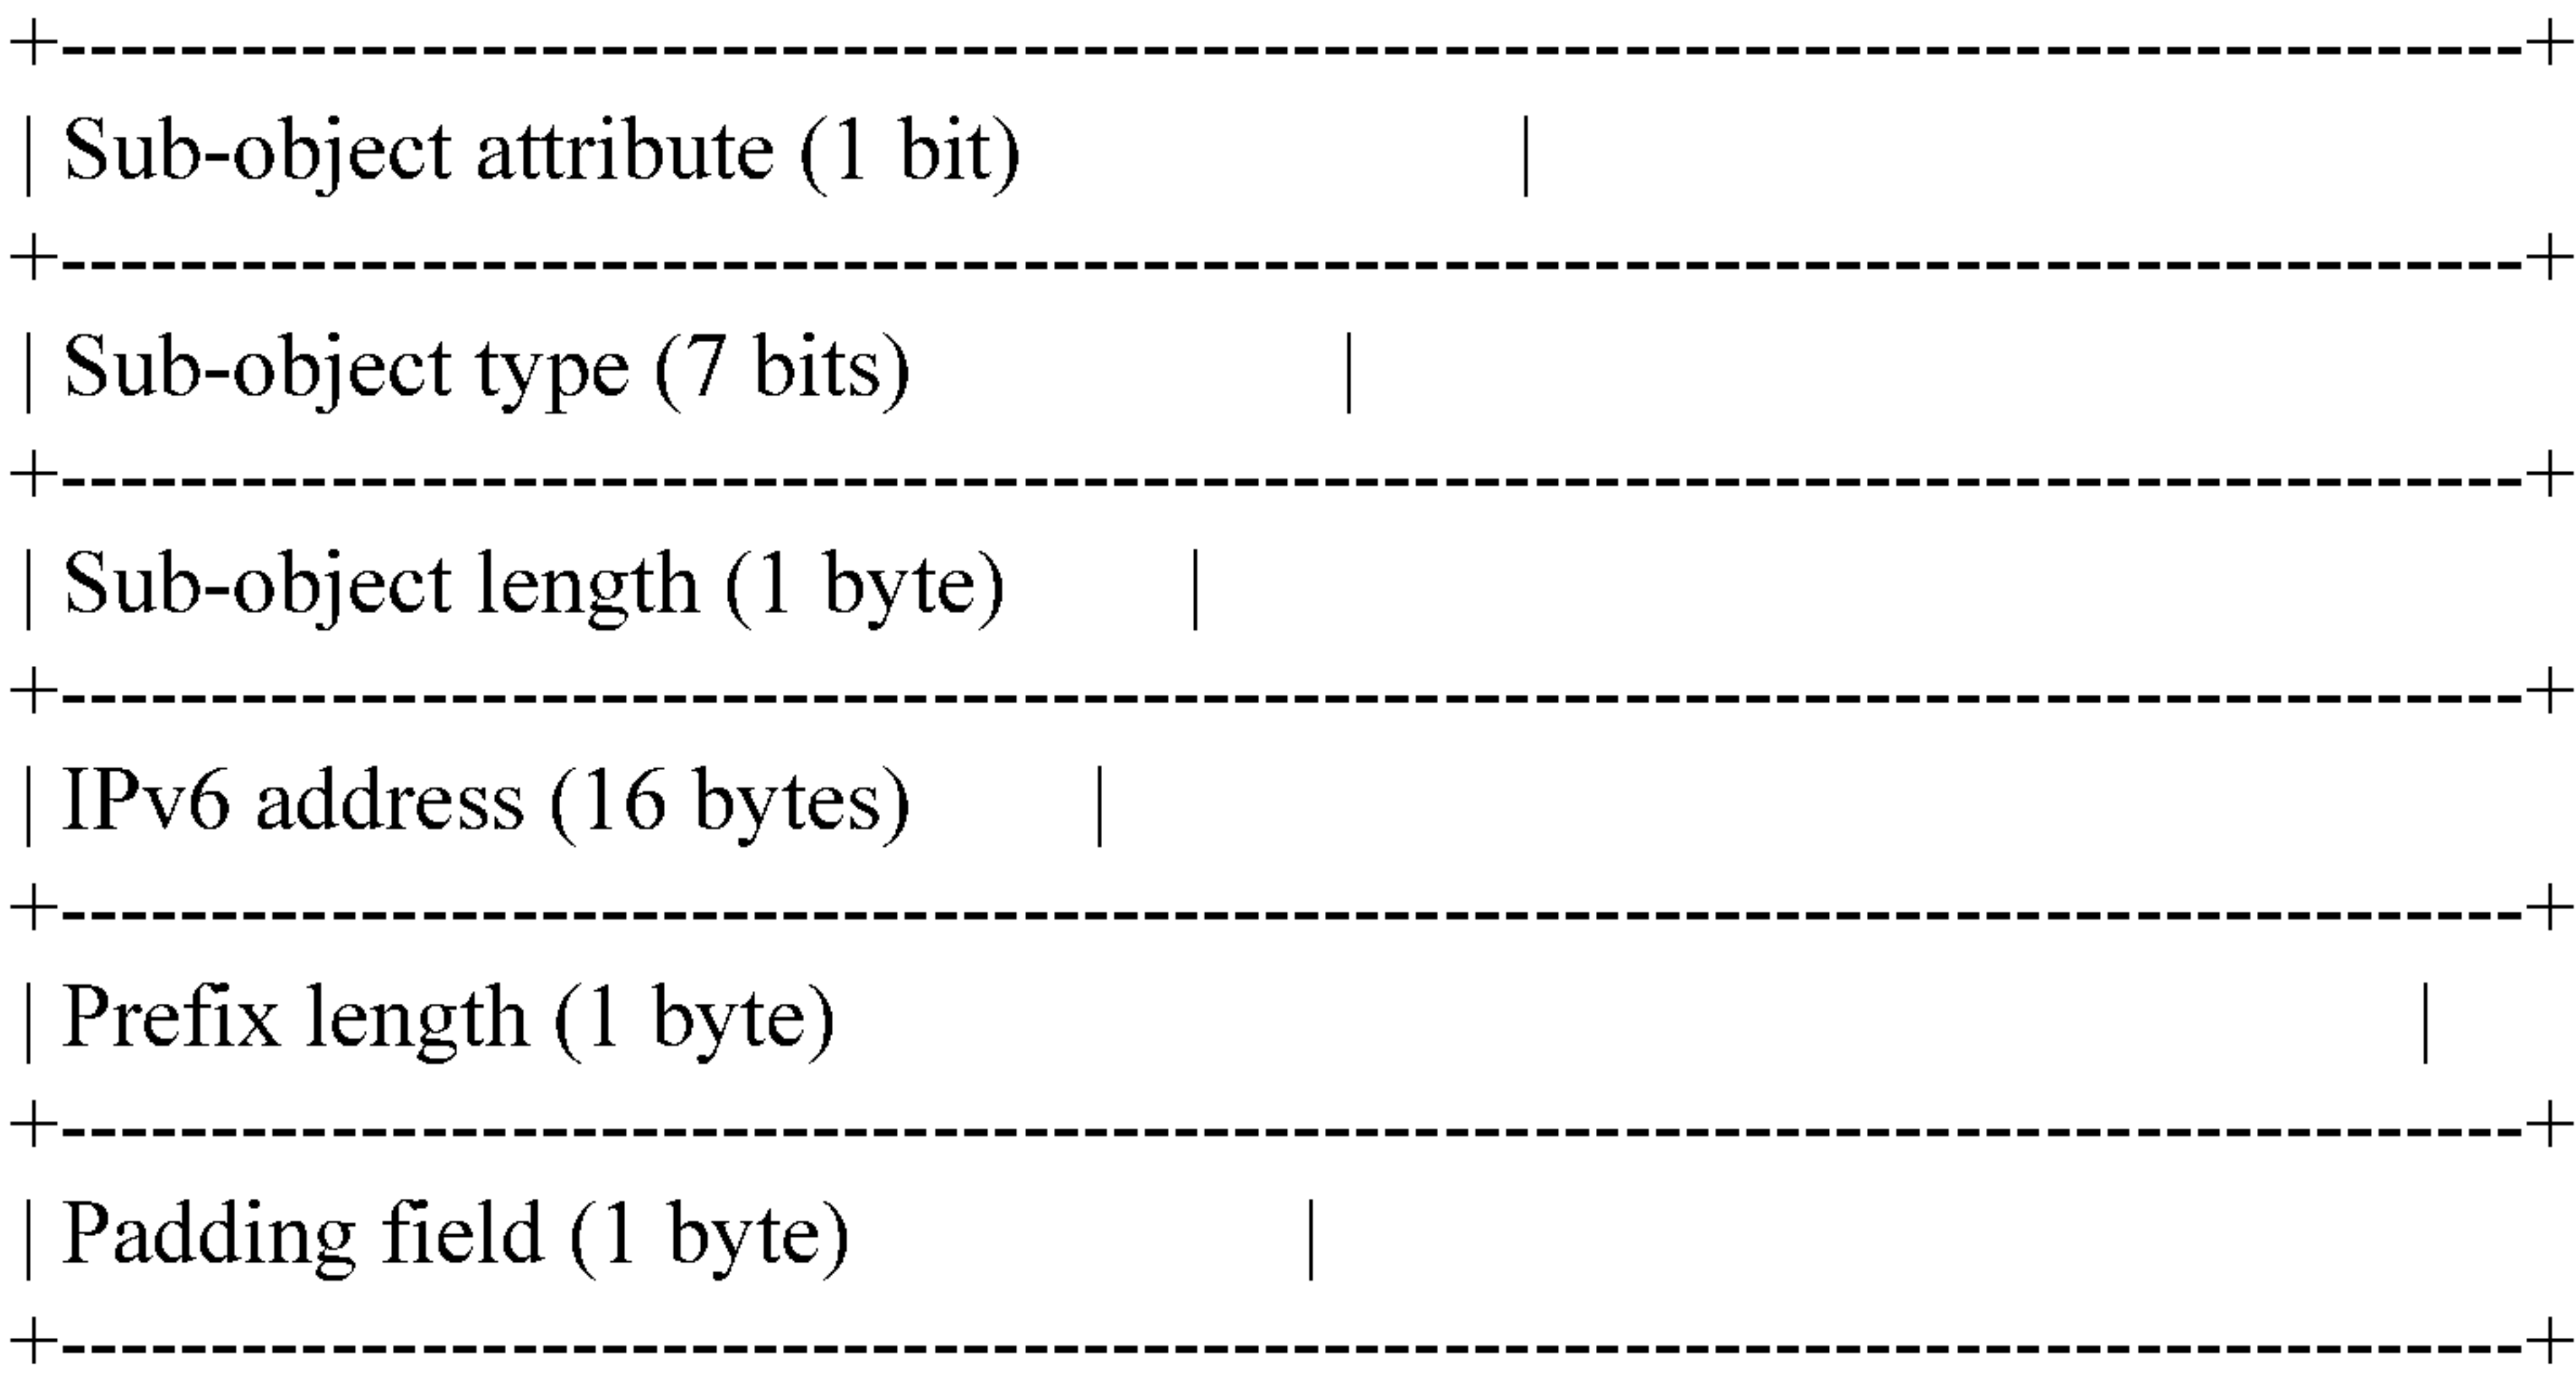 +----------------------------------------------------------------------------------+
| Sub-object attribute (1 bit) |
+----------------------------------------------------------------------------------+
| Sub-object type (7 bits) |
+----------------------------------------------------------------------------------+
| Sub-object length (1 byte) |
+----------------------------------------------------------------------------------+
| IPv6 address (16 bytes) |
+----------------------------------------------------------------------------------+
| Prefix length (1 byte) |
+----------------------------------------------------------------------------------+
| Padding field (1 byte) |
+----------------------------------------------------------------------------------+